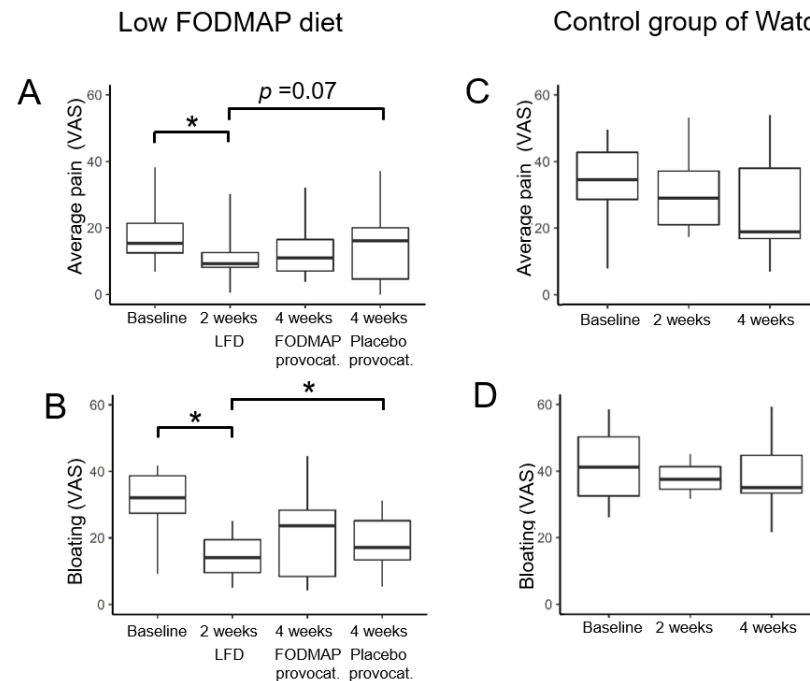 Low FODMAP diet
Control group of Watc
A
*
p =0.07
Average pain (VAS)
60
40
20
0
Baseline
2 weeks
LFD
4 weeks
FODMAP
provocat.
4 weeks
Placebo
provocat.
C
Average pain (VAS)
60
40
20
0
Baseline
2 weeks
4 weeks
B
*
*
Bloating (VAS)
60
40
20
0
Baseline
2 weeks
LFD
4 weeks
FODMAP
provocat.
4 weeks
Placebo
provocat.
D
Bloating (VAS)
60
40
20
0
Baseline
2 weeks
4 weeks